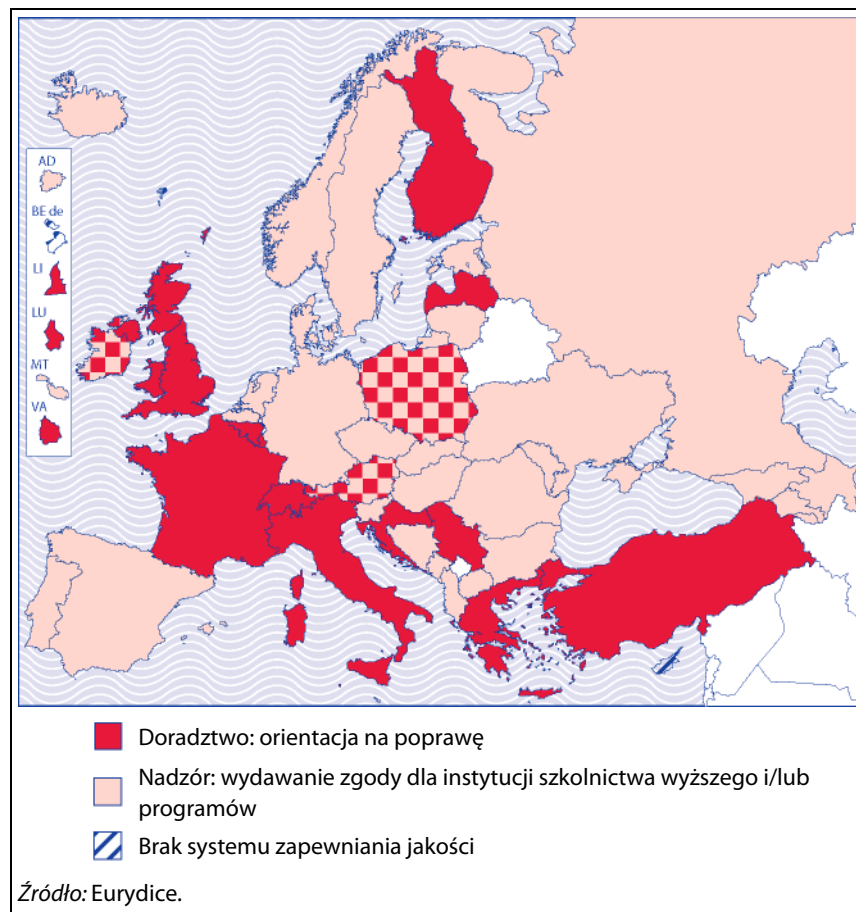 AD
BE de
LI
LU
MT
VA
Doradztwo: orientacja na poprawę
Nadzór: wydawanie zgody dla instytucji szkolnictwa wyższego i/lub
programów
Brak systemu zapewniania jakości
Źródło: Eurydice.